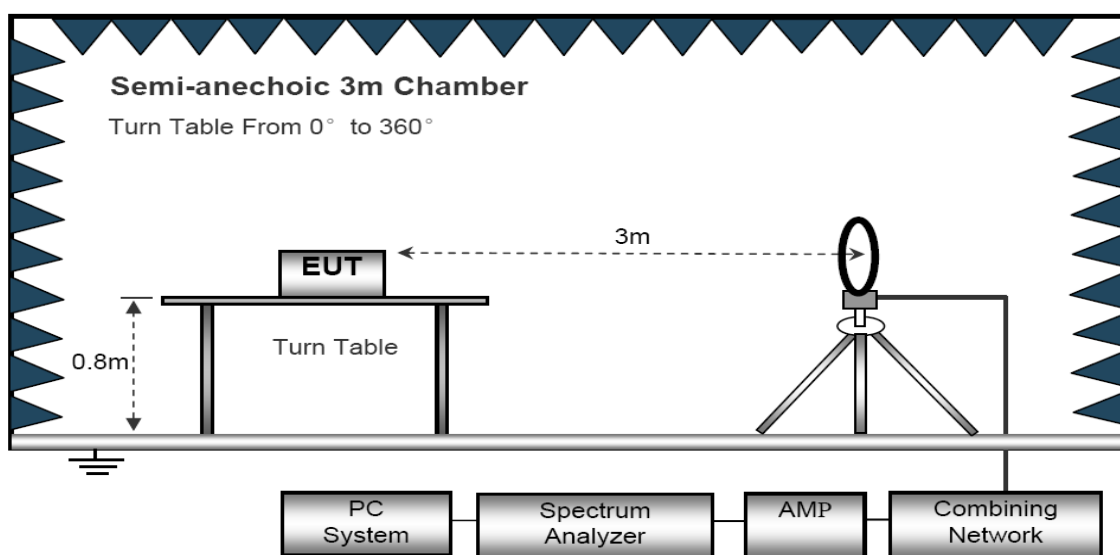 Semi-anechoic 3m Chamber
Turn Table From 0° to 360°
3m
EUT
Turn Table
0.8m
PC
System
Spectrum
Analyzer
AMP
Combining
Network